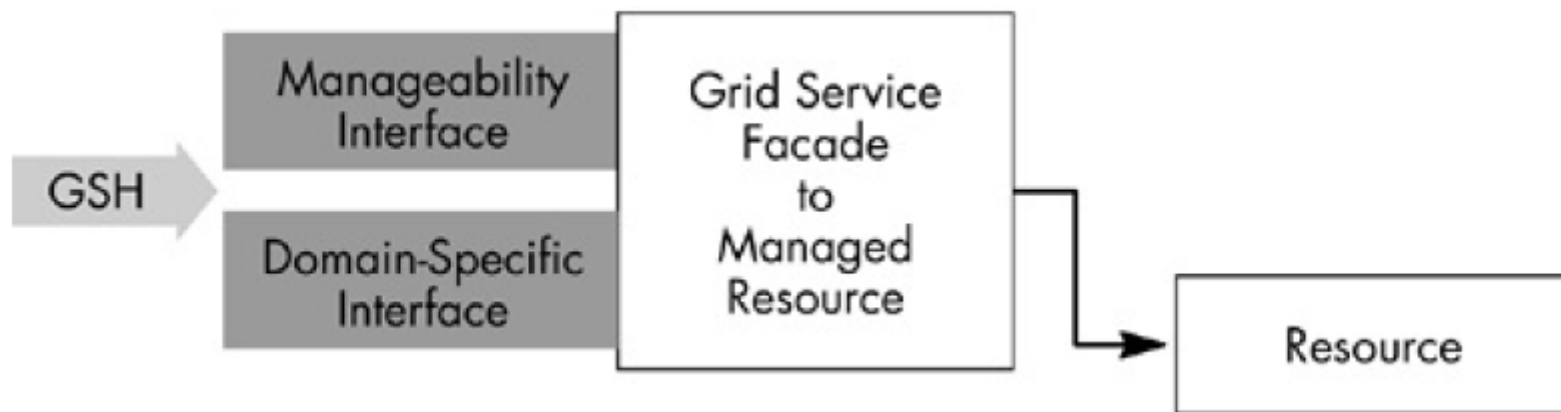 GSH
Manageability
Interface
Domain-Specific
Interface
Grid Service
Facade
to
Managed
Resource
Resource